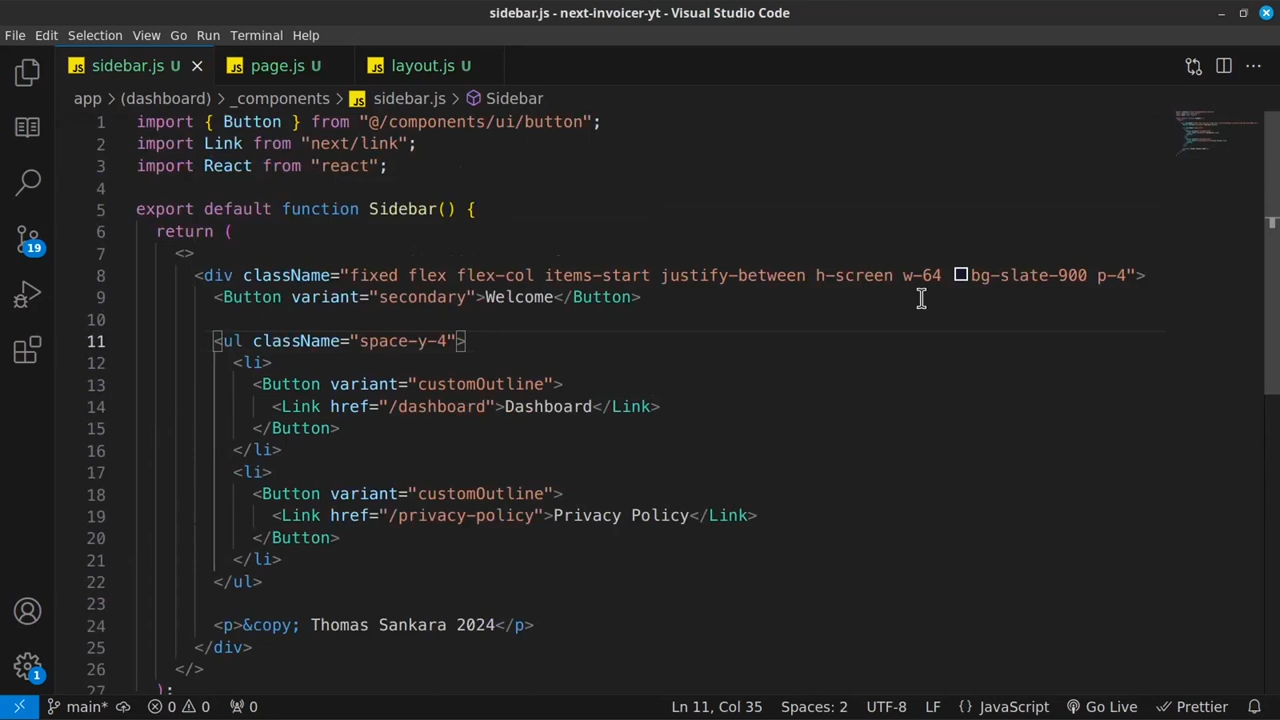 sidebar.js - next-invoicer-yt - Visual Studio Code
File Edit Selection View Go Run Terminal Help
JS sidebar.js U JS page.js U JS layout.js U
app > (dashboard) > _components > JS sidebar.js > Sidebar
1 import { Button } from "@/components/ui/button";
2 import Link from "next/link";
3 import React from "react";
4
5 export default function Sidebar() {
6 return (
7 <>
8 <div className="fixed flex flex-col items-start justify-between h-screen w-64 bg-slate-900 p-4">
9 <Button variant="secondary">Welcome</Button>
10
11 <ul className="space-y-4">
12 <li>
13 <Button variant="customOutline">
14 <Link href="/dashboard">Dashboard</Link>
15 </Button>
16 </li>
17 <li>
18 <Button variant="customOutline">
19 <Link href="/privacy-policy">Privacy Policy</Link>
20 </Button>
21 </li>
22 </ul>
23
24 <p>&copy; Thomas Sankara 2024</p>
25 </div>
26 </>
27 );
19
1
main* 0 0 0 Ln 11, Col 35 Spaces: 2 UTF-8 LF {} JavaScript Go Live Prettier